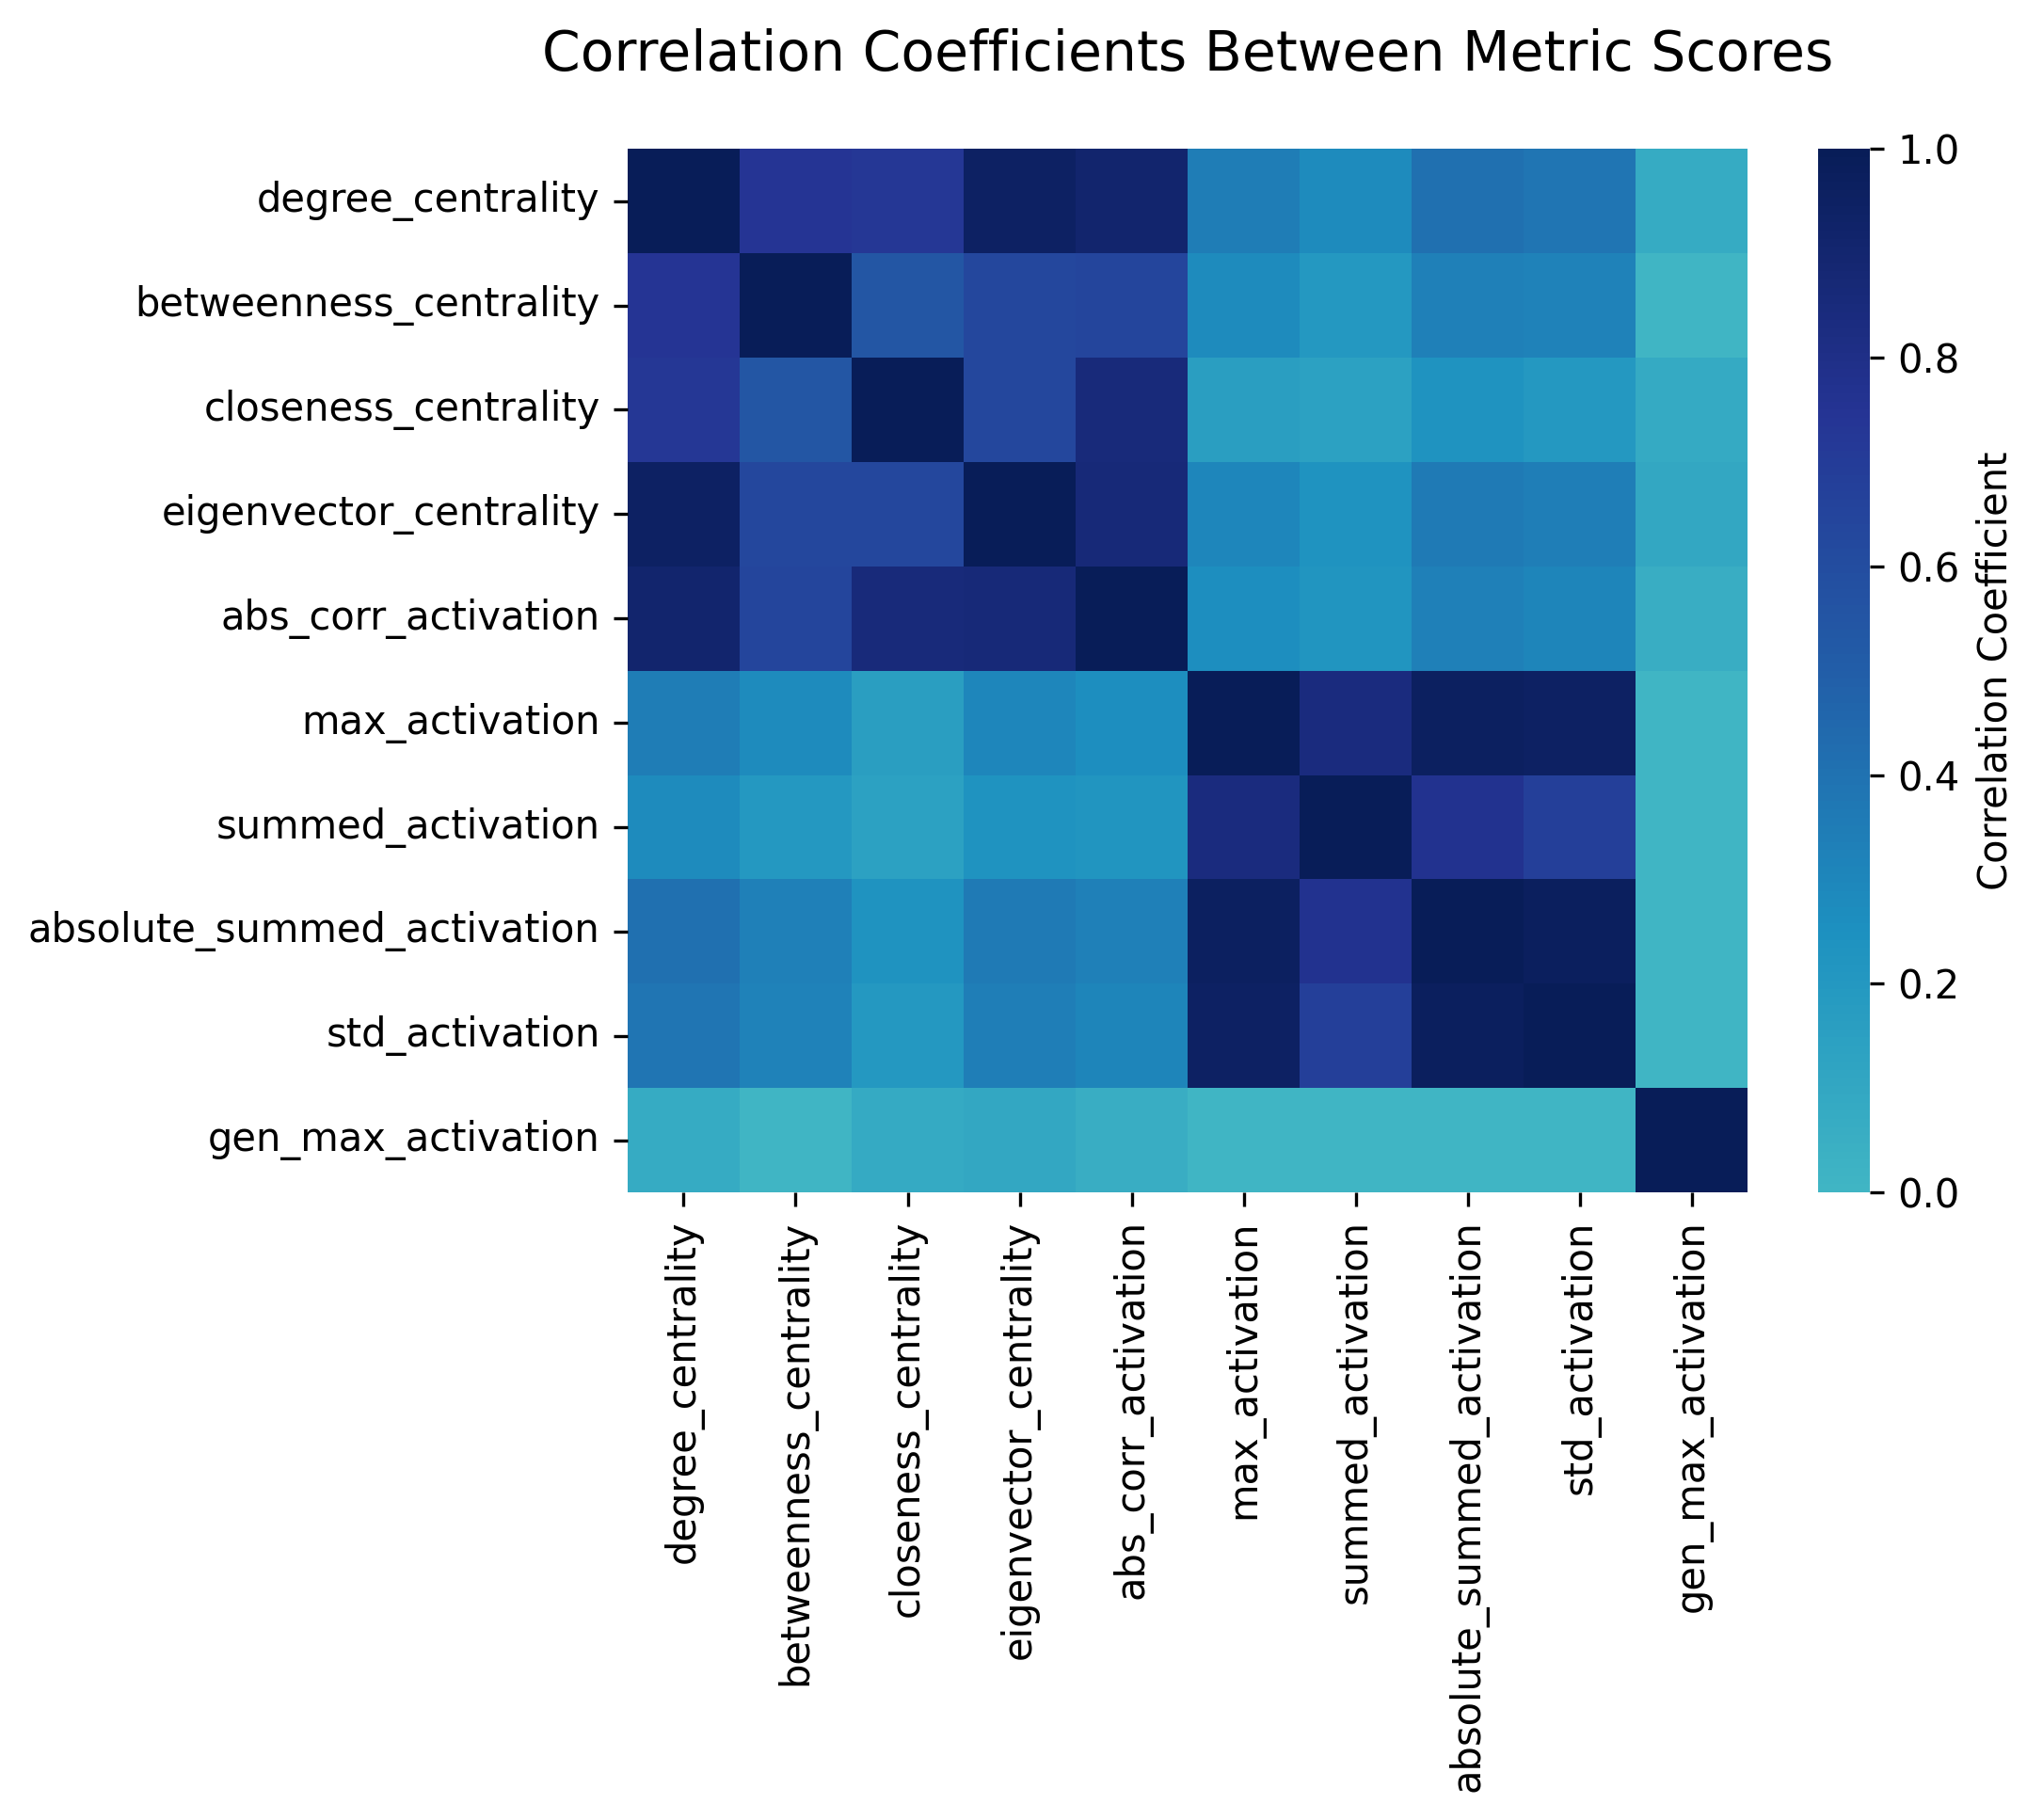 Correlation Coefficients Between Metric Scores
degree_centrality
betweenness_centrality
closeness_centrality
eigenvector_centrality
abs_corr_activation
max_activation
summed_activation
absolute_summed_activation
std_activation
gen_max_activation
degree_centrality
betweenness_centrality
closeness_centrality
eigenvector_centrality
abs_corr_activation
max_activation
summed_activation
absolute_summed_activation
std_activation
gen_max_activation
1.0
0.8
0.6
0.4
0.2
0.0
Correlation Coefficient